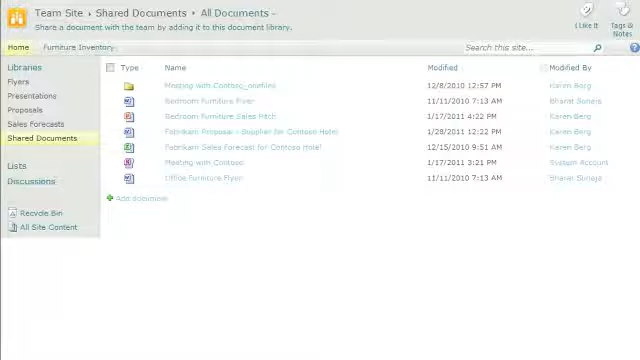 Team Site ▸ Shared Documents ▸ All Documents
Share a document with the team by adding it to this document library.
I Like It
Tags & Notes
Home
Furniture Inventory
Search this site...
Libraries
Flyers
Presentations
Proposals
Sales Forecasts
Shared Documents
Lists
Discussions
Recycle Bin
All Site Content
Type Name Modified Modified By
Meeting with Contoso_onefiles 12/8/2010 12:57 PM Karen Berg
Bedroom Furniture Flyer 11/11/2010 7:13 AM Bharat Suneja
Bedroom Furniture Sales Pitch 1/17/2011 4:22 PM Karen Berg
Fabrikam Proposal - Supplier for Contoso Hotel 1/28/2011 12:22 PM Karen Berg
Fabrikam Sales Forecast for Contoso Hotel 12/15/2010 9:51 AM Karen Berg
Meeting with Contoso 1/17/2011 3:21 PM System Account
Office Furniture Flyer 11/11/2010 7:13 AM Bharat Suneja
Add document